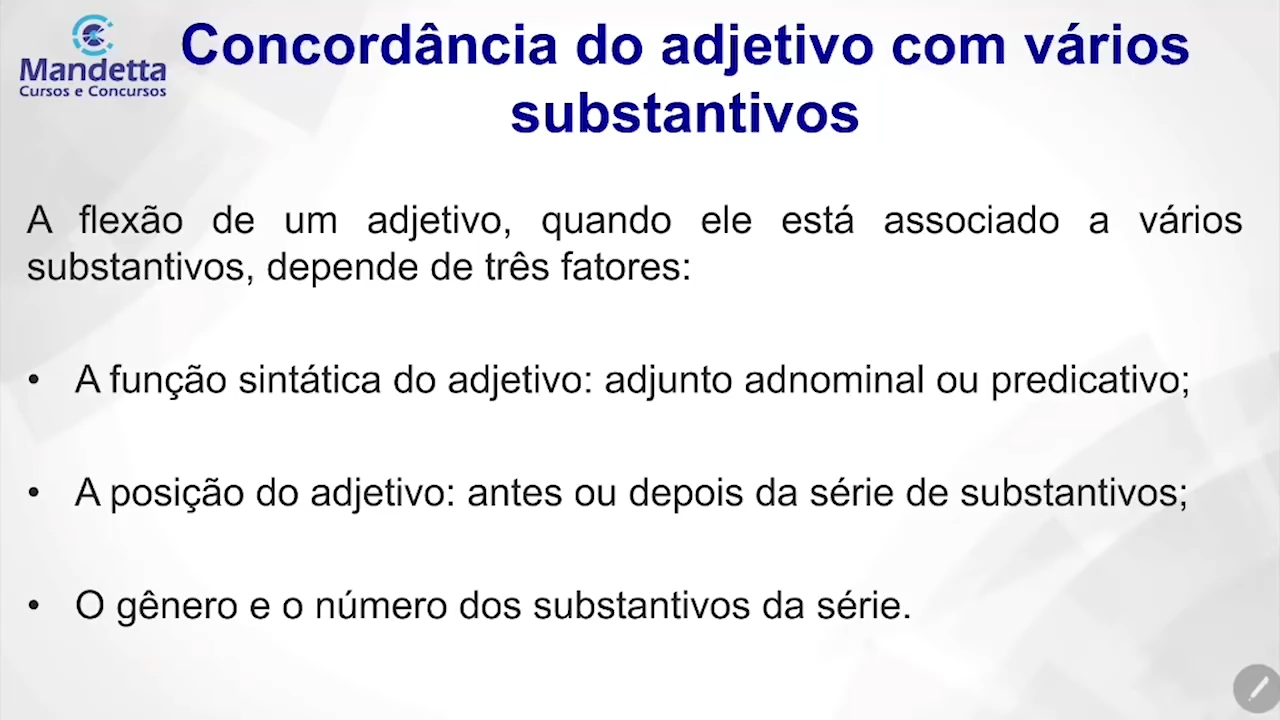 Mandetta
Cursos e Concursos
Concordância do adjetivo com vários
substantivos
A flexão de um adjetivo, quando ele está associado a vários
substantivos, depende de três fatores:
• A função sintática do adjetivo: adjunto adnominal ou predicativo;
• A posição do adjetivo: antes ou depois da série de substantivos;
• O gênero e o número dos substantivos da série.